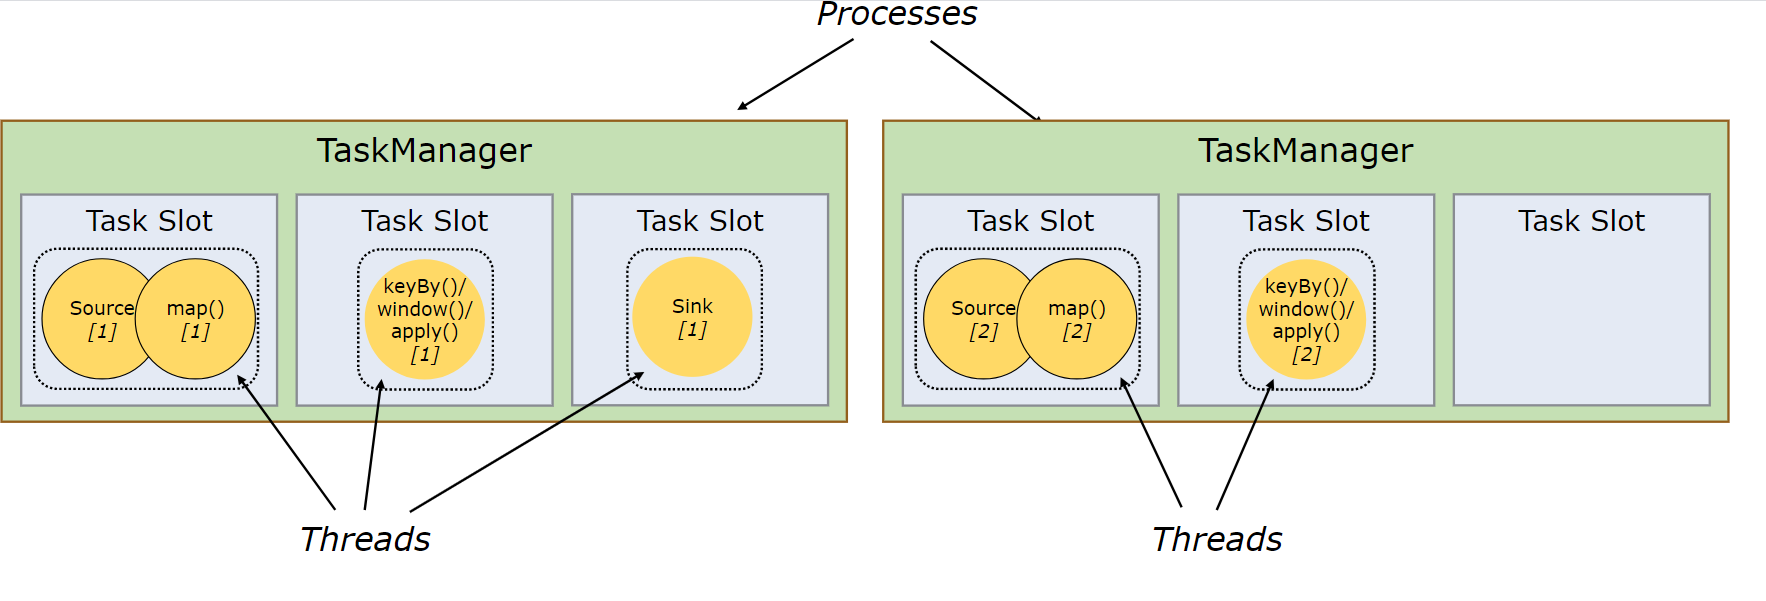 Processes
TaskManager
Task Slot
Source
[1]
map()
[1]
Task Slot
keyBy()/
window()/
apply()
[1]
Task Slot
Sink
[1]
TaskManager
Task Slot
Source
[2]
map()
[2]
Task Slot
keyBy()/
window()/
apply()
[2]
Task Slot
Threads
Threads